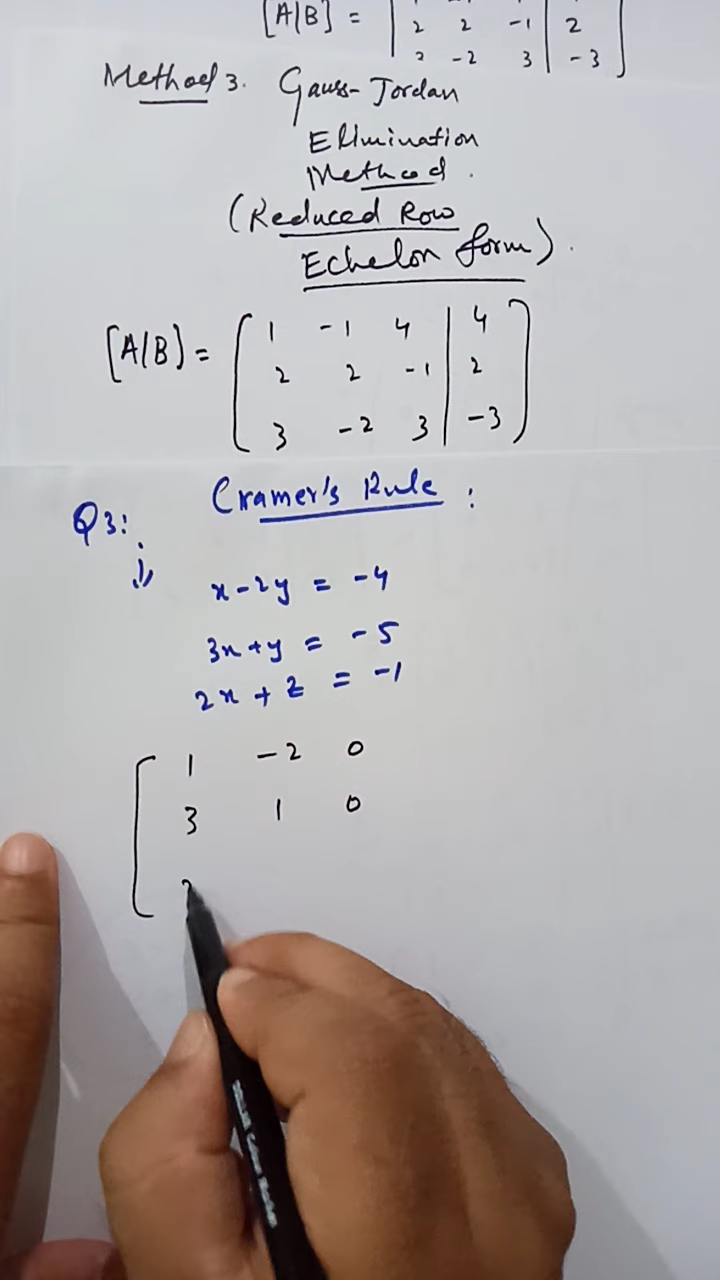 [A|B] =
2 2 -1 | 2
2 -2 3 | -3
Method 3. Gauss-Jordan
Elimination
Method.
(Reduced Row
Echelon form).
[A|B] =
1 -1 4 | 4
2 2 -1 | 2
3 -2 3 | -3
Q3: Cramer's Rule :
x - 2y = -4
3x + y = -5
2x + z = -1
1 -2 0
3 1 0